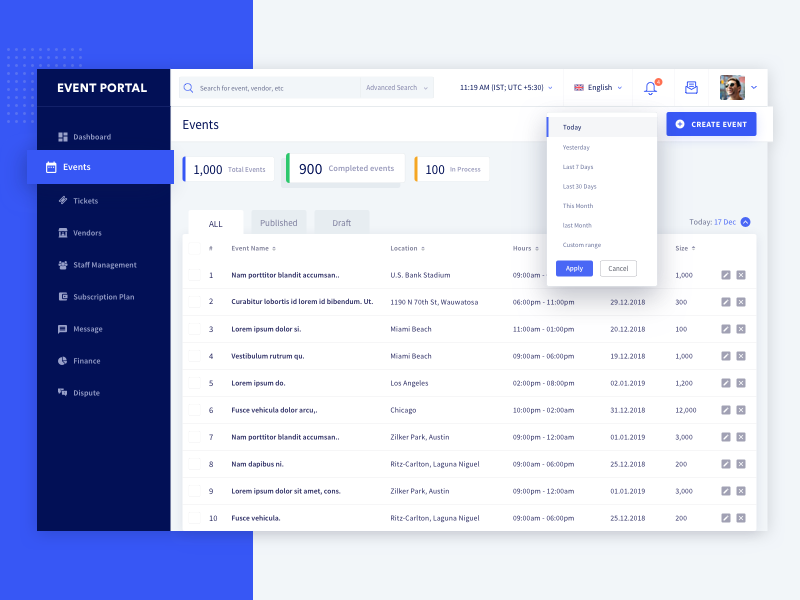 EVENT PORTAL
Search for event, vendor, etc
Advanced Search
11:19 AM (IST; UTC +5:30)
English
4
Dashboard
Events
Tickets
Vendors
Staff Management
Subscription Plan
Message
Finance
Dispute
Events
CREATE EVENT
1,000 Total Events
900 Completed events
100 In Process
Today
Yesterday
Last 7 Days
Last 30 Days
This Month
last Month
Custom range
Apply Cancel
ALL Published Draft
Today: 17 Dec
# Event Name Location Hours Size
1 Nam porttitor blandit accumsan.. U.S. Bank Stadium 09:00am - 1,000
2 Curabitur lobortis id lorem id bibendum. Ut. 1190 N 70th St, Wauwatosa 06:00pm - 11:00pm 29.12.2018 300
3 Lorem ipsum dolor si. Miami Beach 11:00am - 01:00pm 20.12.2018 100
4 Vestibulum rutrum qu. Miami Beach 09:00am - 06:00pm 19.12.2018 1,000
5 Lorem ipsum do. Los Angeles 02:00pm - 08:00pm 02.01.2019 1,200
6 Fusce vehicula dolor arcu,. Chicago 10:00pm - 02:00am 31.12.2018 12,000
7 Nam porttitor blandit accumsan.. Zilker Park, Austin 09:00pm - 12:00am 01.01.2019 3,000
8 Nam dapibus ni. Ritz-Carlton, Laguna Niguel 09:00am - 06:00pm 25.12.2018 200
9 Lorem ipsum dolor sit amet, cons. Zilker Park, Austin 09:00pm - 12:00am 01.01.2019 3,000
10 Fusce vehicula. Ritz-Carlton, Laguna Niguel 09:00am - 06:00pm 25.12.2018 200